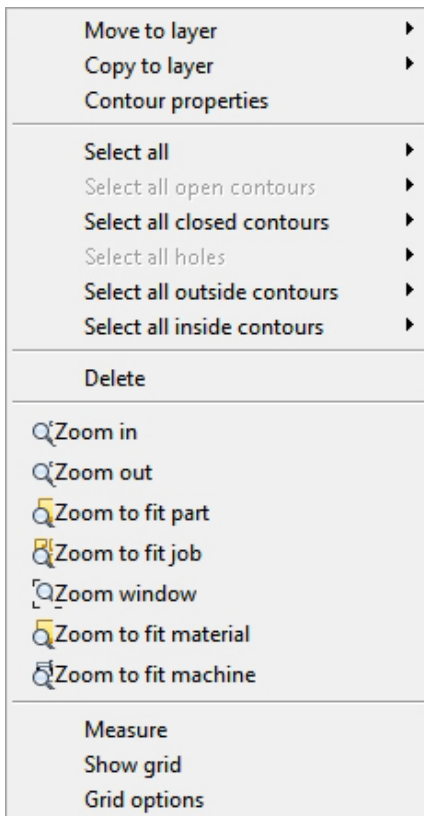 Move to layer
Copy to layer
Contour properties
Select all
Select all open contours
Select all closed contours
Select all holes
Select all outside contours
Select all inside contours
Delete
Zoom in
Zoom out
Zoom to fit part
Zoom to fit job
Zoom window
Zoom to fit material
Zoom to fit machine
Measure
Show grid
Grid options